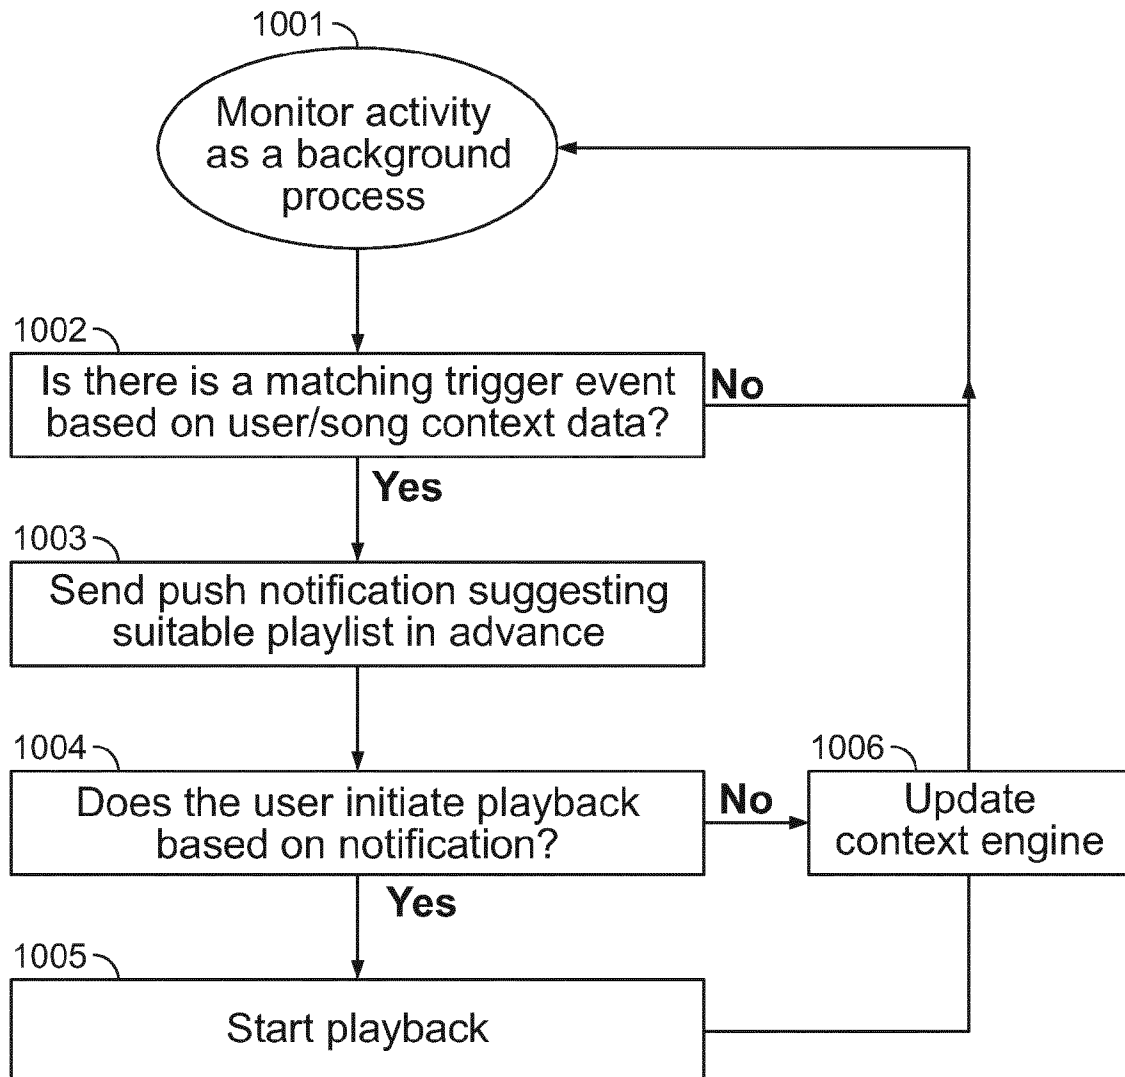 1001
Monitor activity
as a background
process
1002
Is there is a matching trigger event
based on user/song context data?
No
Yes
1003
Send push notification suggesting
suitable playlist in advance
1004
Does the user initiate playback
based on notification?
No
1006
Update
context engine
Yes
1005
Start playback